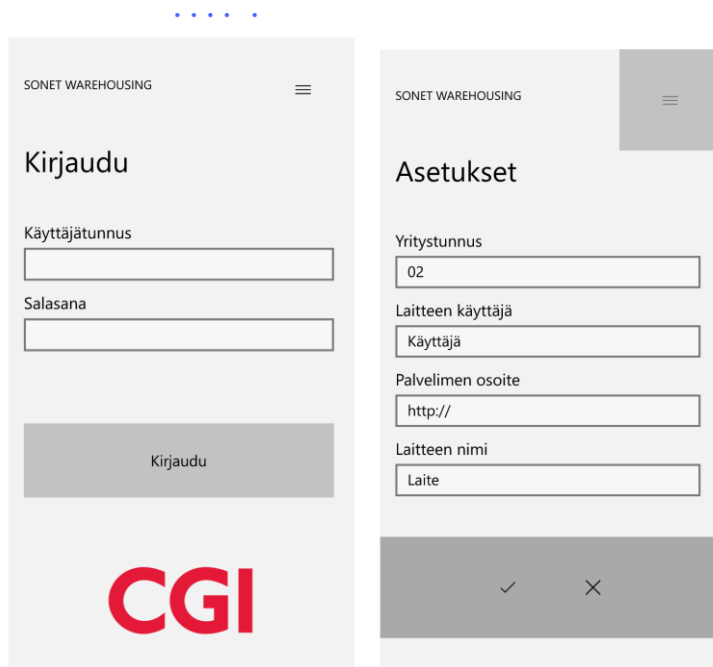 SONET WAREHOUSING
Kirjaudu
Käyttäjätunnus
Salasana
Kirjaudu
CGI
SONET WAREHOUSING
Asetukset
Yritystunnus
02
Laitteen käyttäjä
Käyttäjä
Palvelimen osoite
http://
Laitteen nimi
Laite